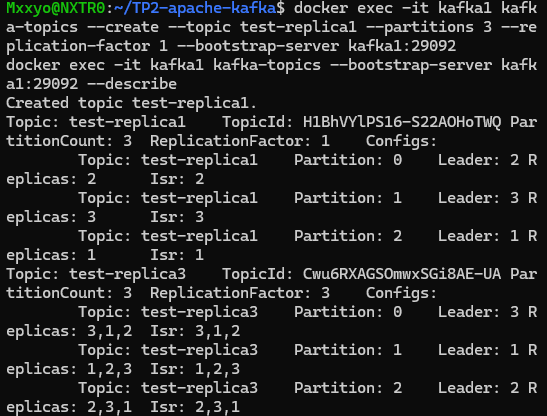 Mxxyo@NXTR0:~/TP2-apache-kafka$ docker exec -it kafka1 kafk
a-topics --create --topic test-replica1 --partitions 3 --re
plication-factor 1 --bootstrap-server kafka1:29092
docker exec -it kafka1 kafka-topics --bootstrap-server kafk
a1:29092 --describe
Created topic test-replica1.
Topic: test-replica1    TopicId: H1BhVYlPS16-S22AOHoTWQ Par
titionCount: 3  ReplicationFactor: 1    Configs:
        Topic: test-replica1    Partition: 0    Leader: 2 R
eplicas: 2      Isr: 2
        Topic: test-replica1    Partition: 1    Leader: 3 R
eplicas: 3      Isr: 3
        Topic: test-replica1    Partition: 2    Leader: 1 R
eplicas: 1      Isr: 1
Topic: test-replica3    TopicId: Cwu6RXAGSOmwxSGi8AE-UA Par
titionCount: 3  ReplicationFactor: 3    Configs:
        Topic: test-replica3    Partition: 0    Leader: 3 R
eplicas: 3,1,2  Isr: 3,1,2
        Topic: test-replica3    Partition: 1    Leader: 1 R
eplicas: 1,2,3  Isr: 1,2,3
        Topic: test-replica3    Partition: 2    Leader: 2 R
eplicas: 2,3,1  Isr: 2,3,1